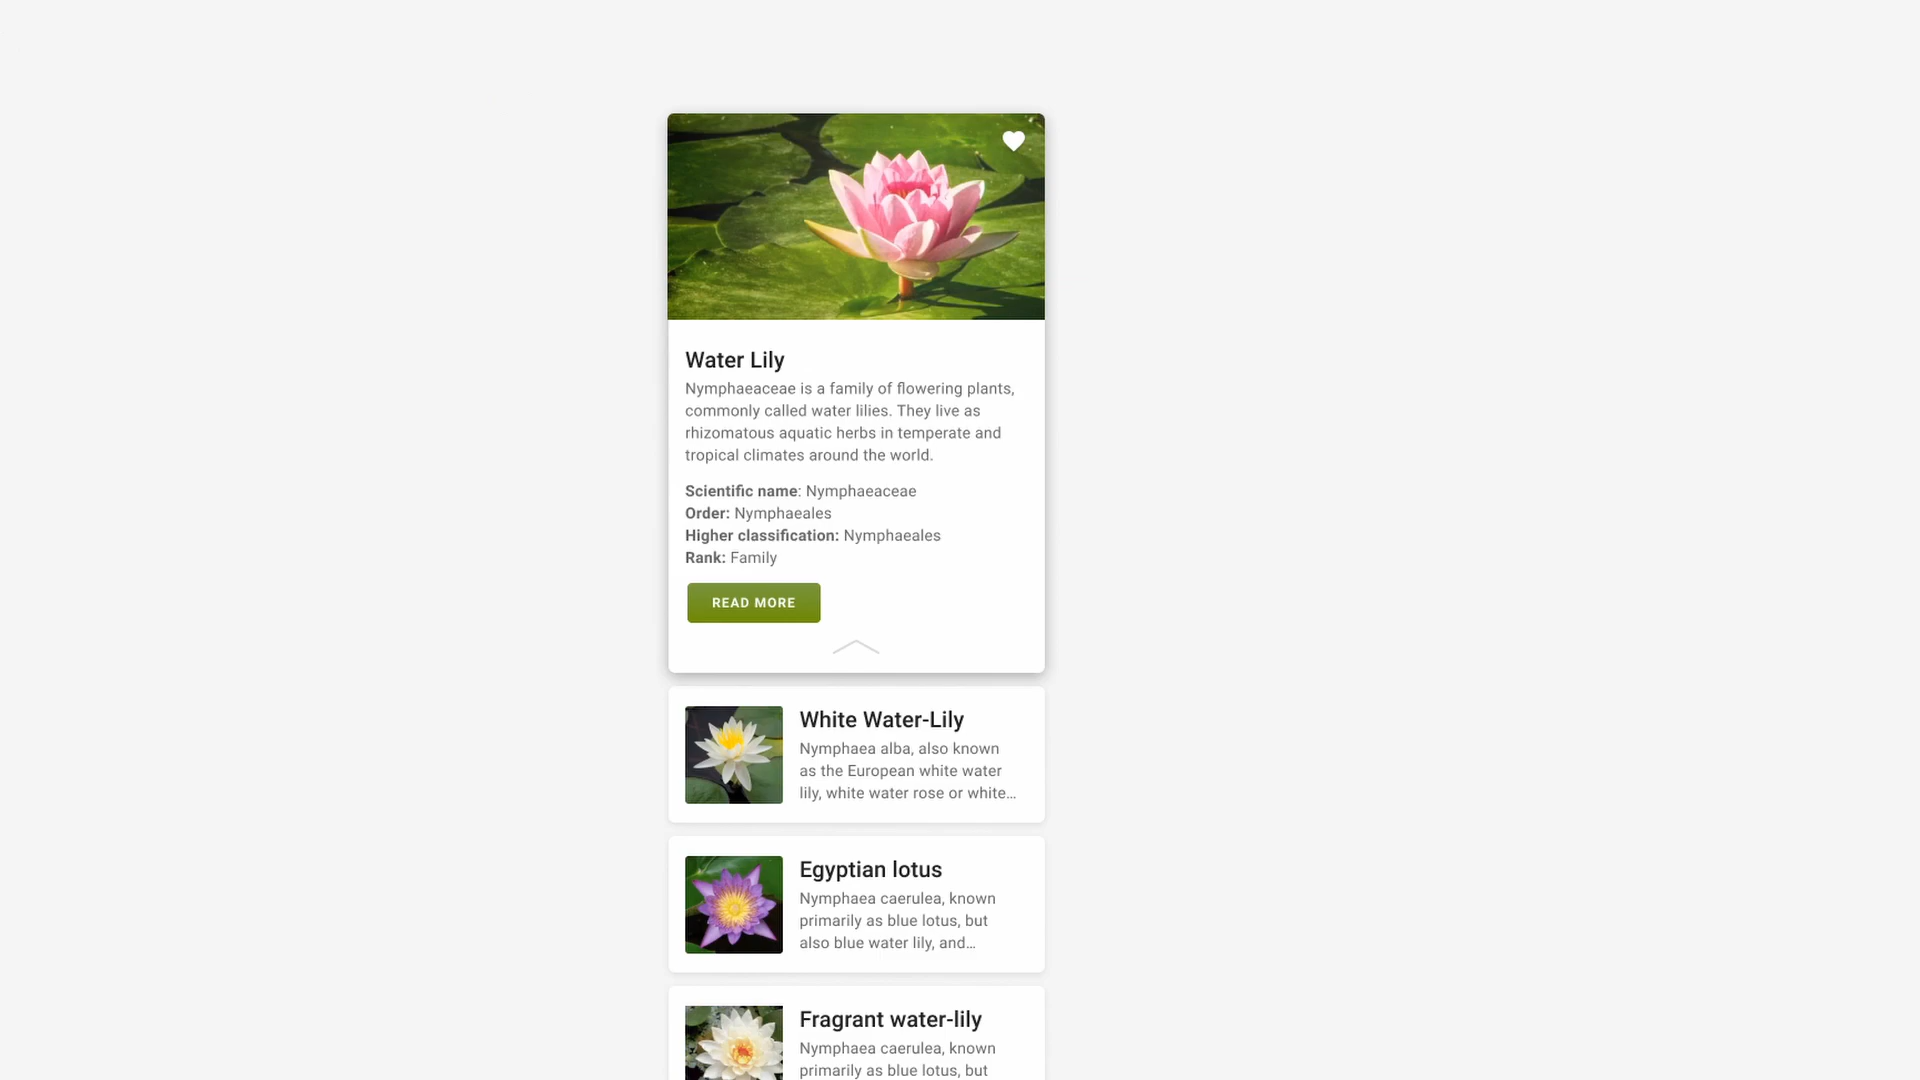 Water Lily
Nymphaeaceae is a family of flowering plants,
commonly called water lilies. They live as
rhizomatous aquatic herbs in temperate and
tropical climates around the world.
Scientific name: Nymphaeaceae
Order: Nymphaeales
Higher classification: Nymphaeales
Rank: Family
READ MORE
White Water-Lily
Nymphaea alba, also known
as the European white water
lily, white water rose or white...
Egyptian lotus
Nymphaea caerulea, known
primarily as blue lotus, but
also blue water lily, and...
Fragrant water-lily
Nymphaea caerulea, known
primarily as blue lotus, but